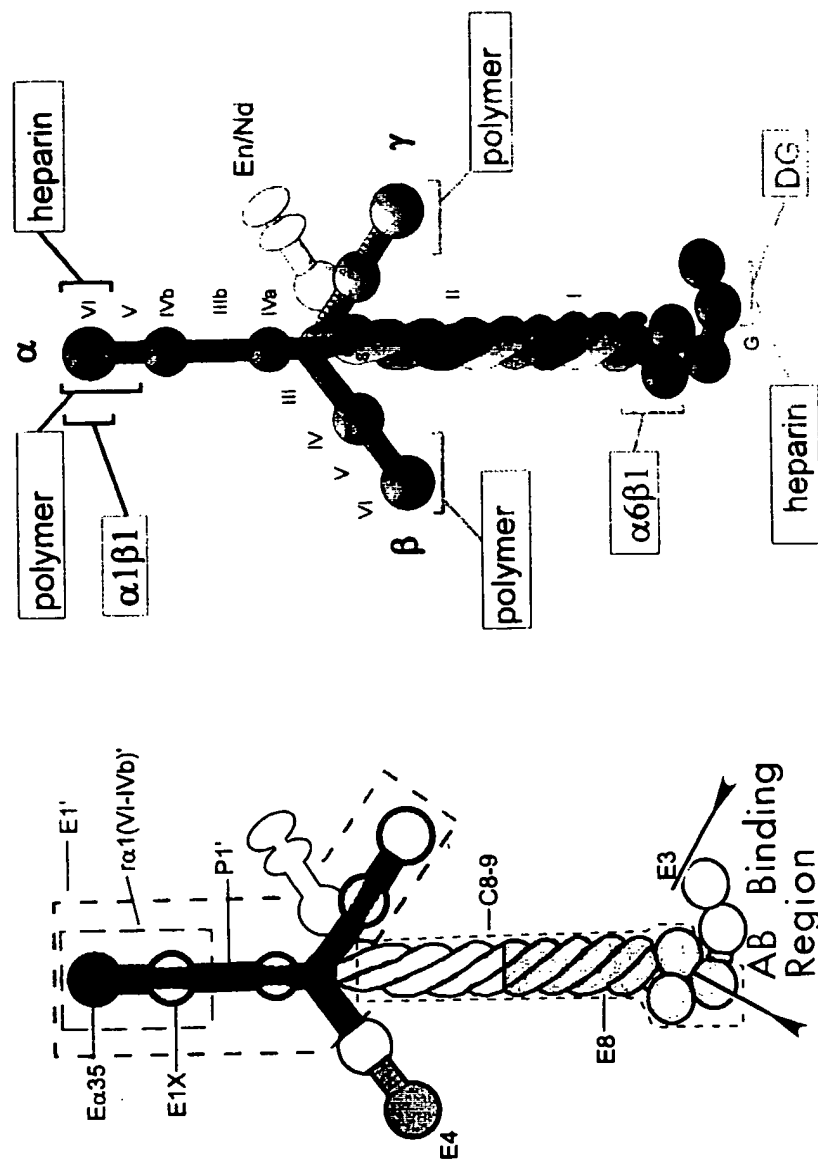 α
polymer
heparin
α1β1
VI
V
IVb
IIIb
IVa
En/Nd
III
IV
V
VI
β
γ
polymer
polymer
II
I
α6β1
G
DG
heparin
E1'
rα1(VI-IVb)'
P1'
Eα35
E1X
E4
C8-9
E8
E3
AB Binding
Region